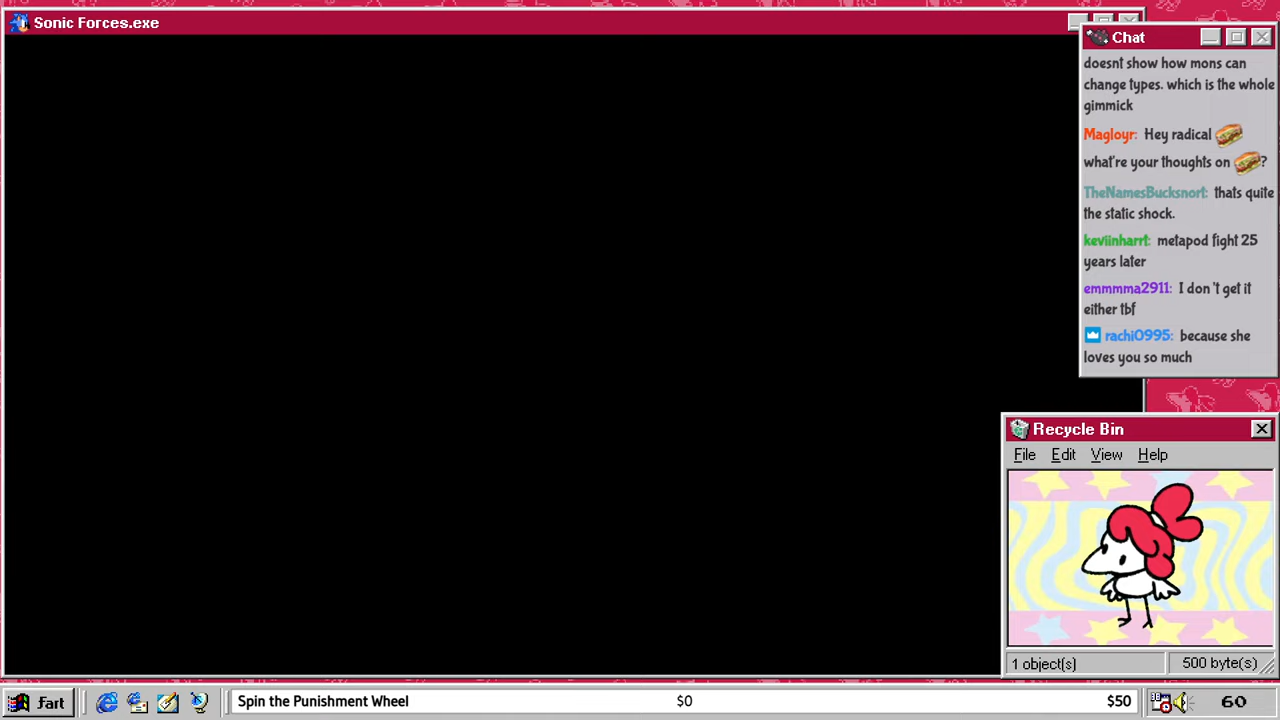 Sonic Forces.exe
Chat
doesnt show how mons can
change types. which is the whole
gimmick
Magloyr: Hey radical
what're your thoughts on ?
TheNamesBucksnort: thats quite
the static shock.
keviinharrt: metapod fight 25
years later
emmmma2911: I don't get it
either tbf
rachi0995: because she
loves you so much
Recycle Bin
File Edit View Help
1 object(s) 500 byte(s)
fart
Spin the Punishment Wheel $0 $50
60